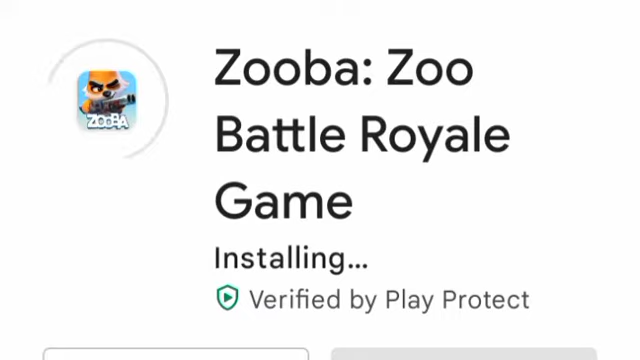 Zooba: Zoo
Battle Royale
Game
ZOOBA
Installing...
Verified by Play Protect